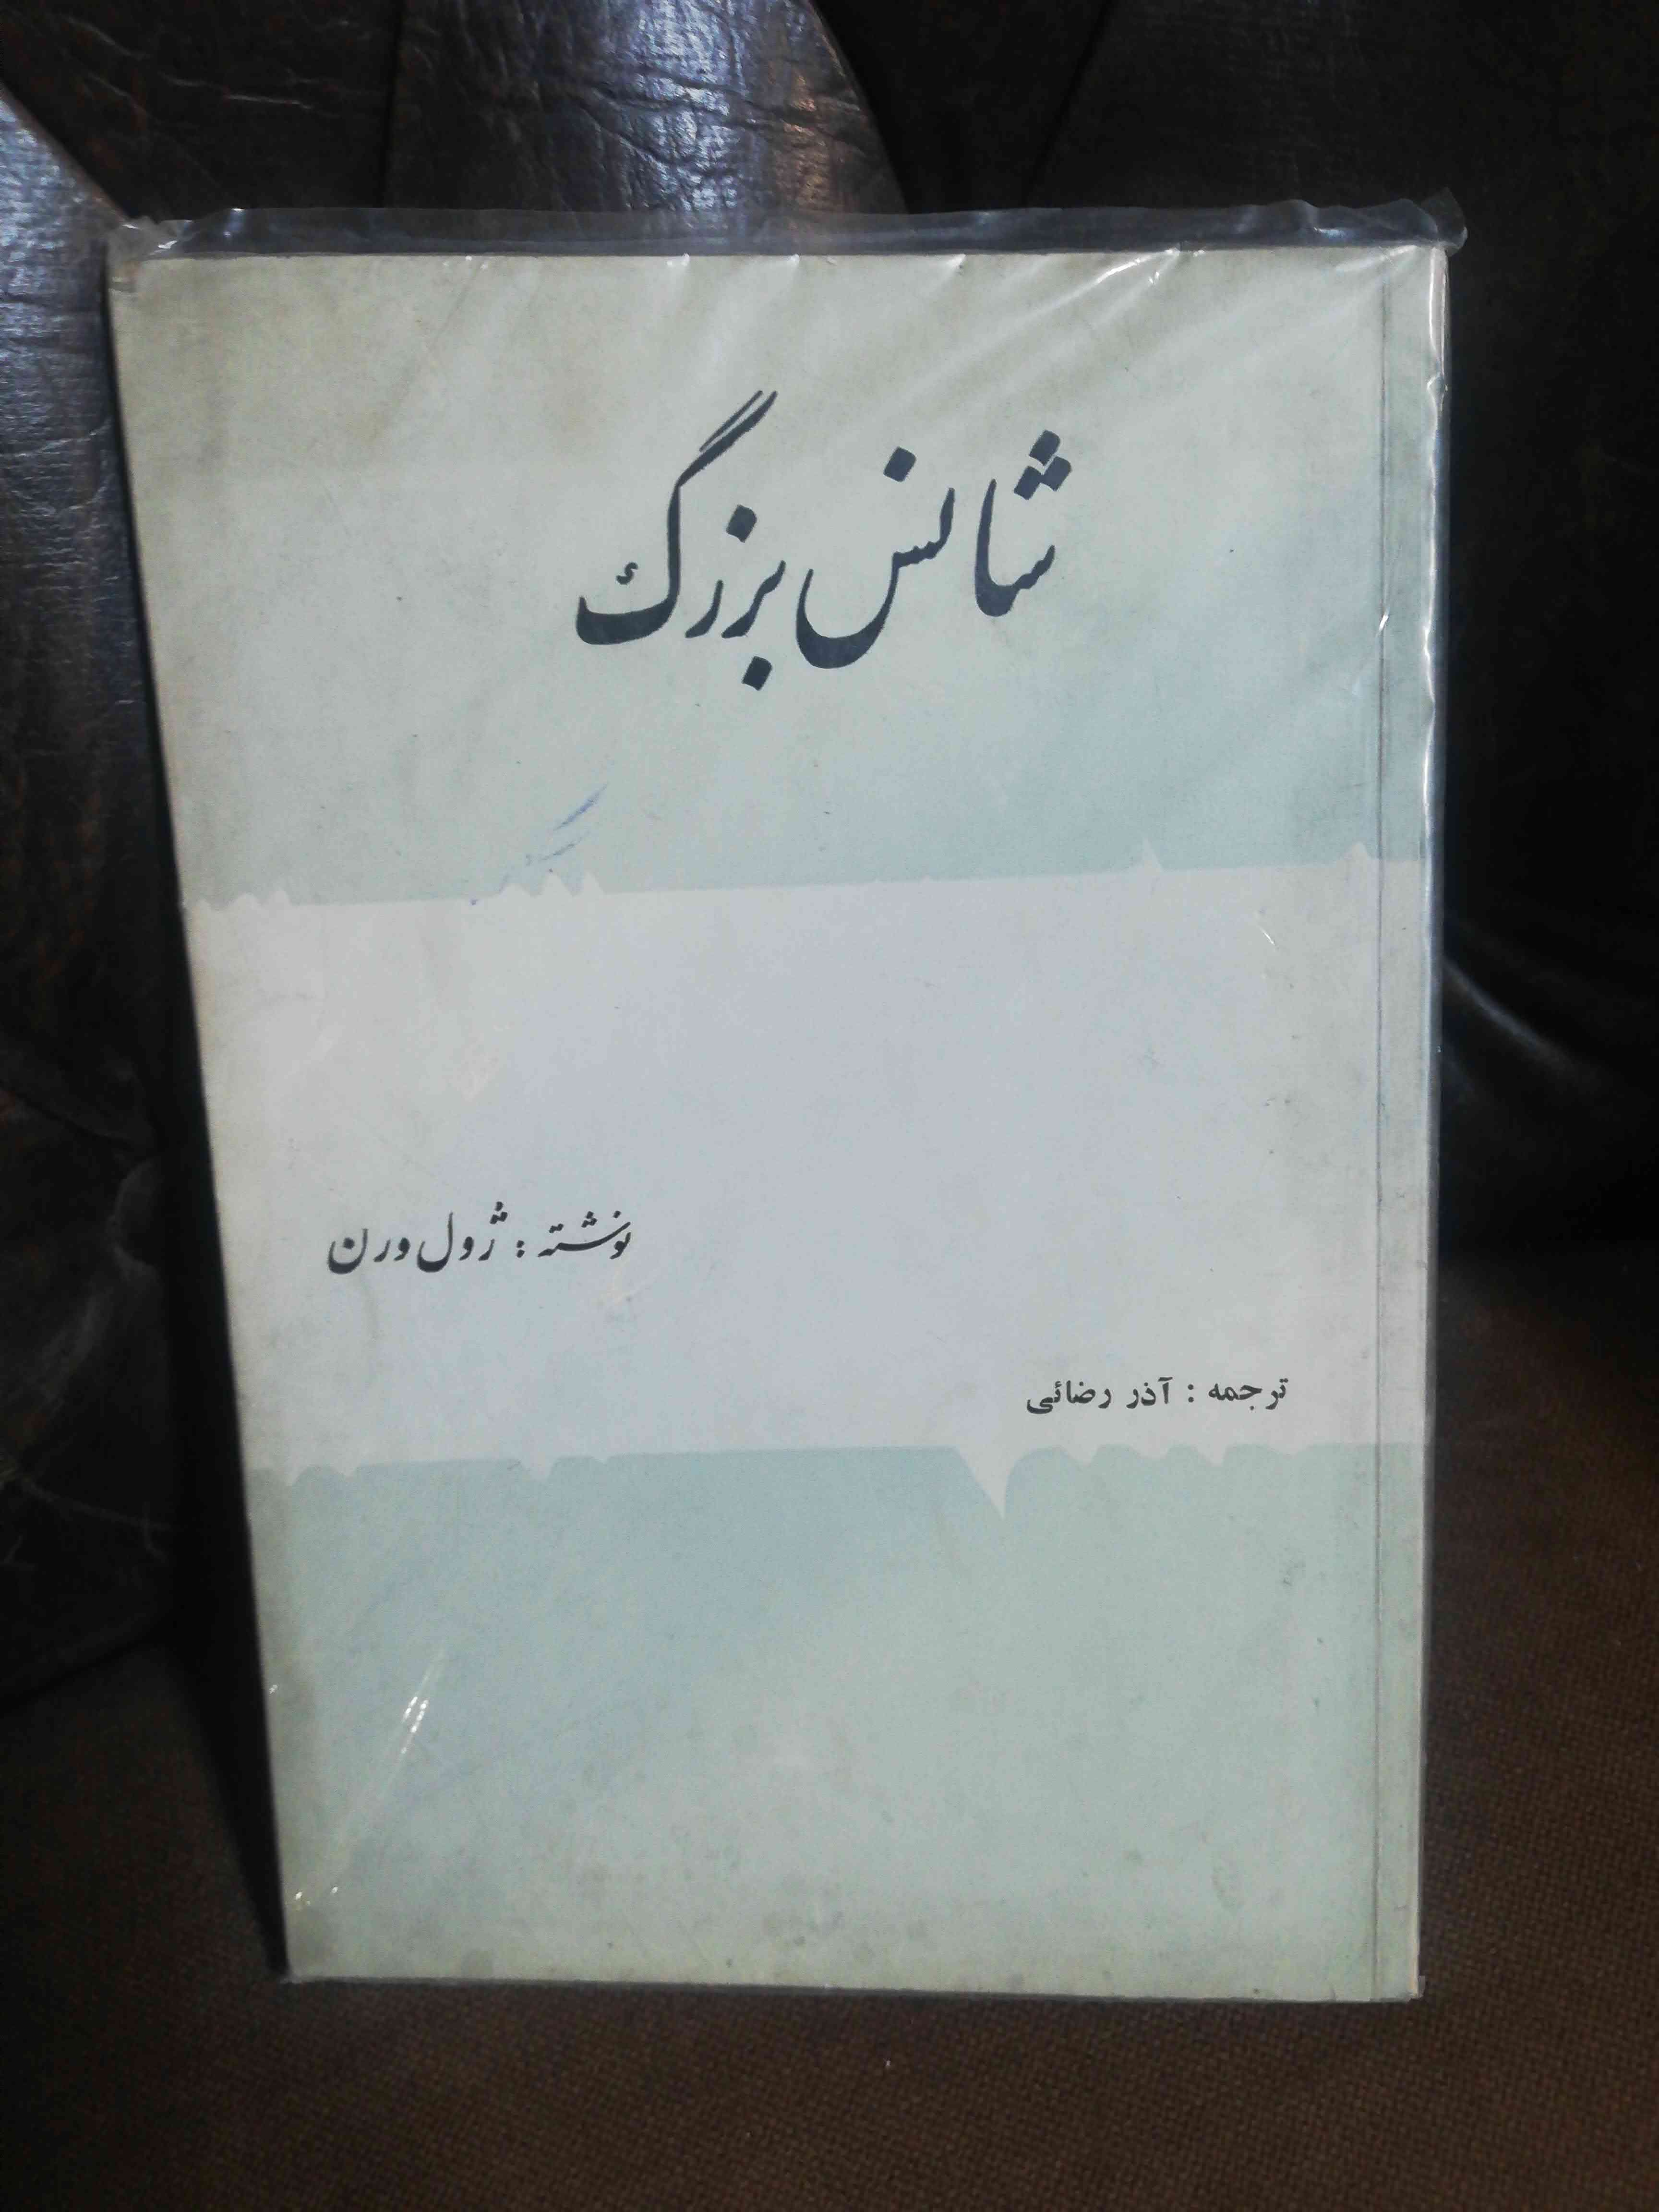 شانس بزرگ
نوشته : ژول ورن
ترجمه : آذر رضائی